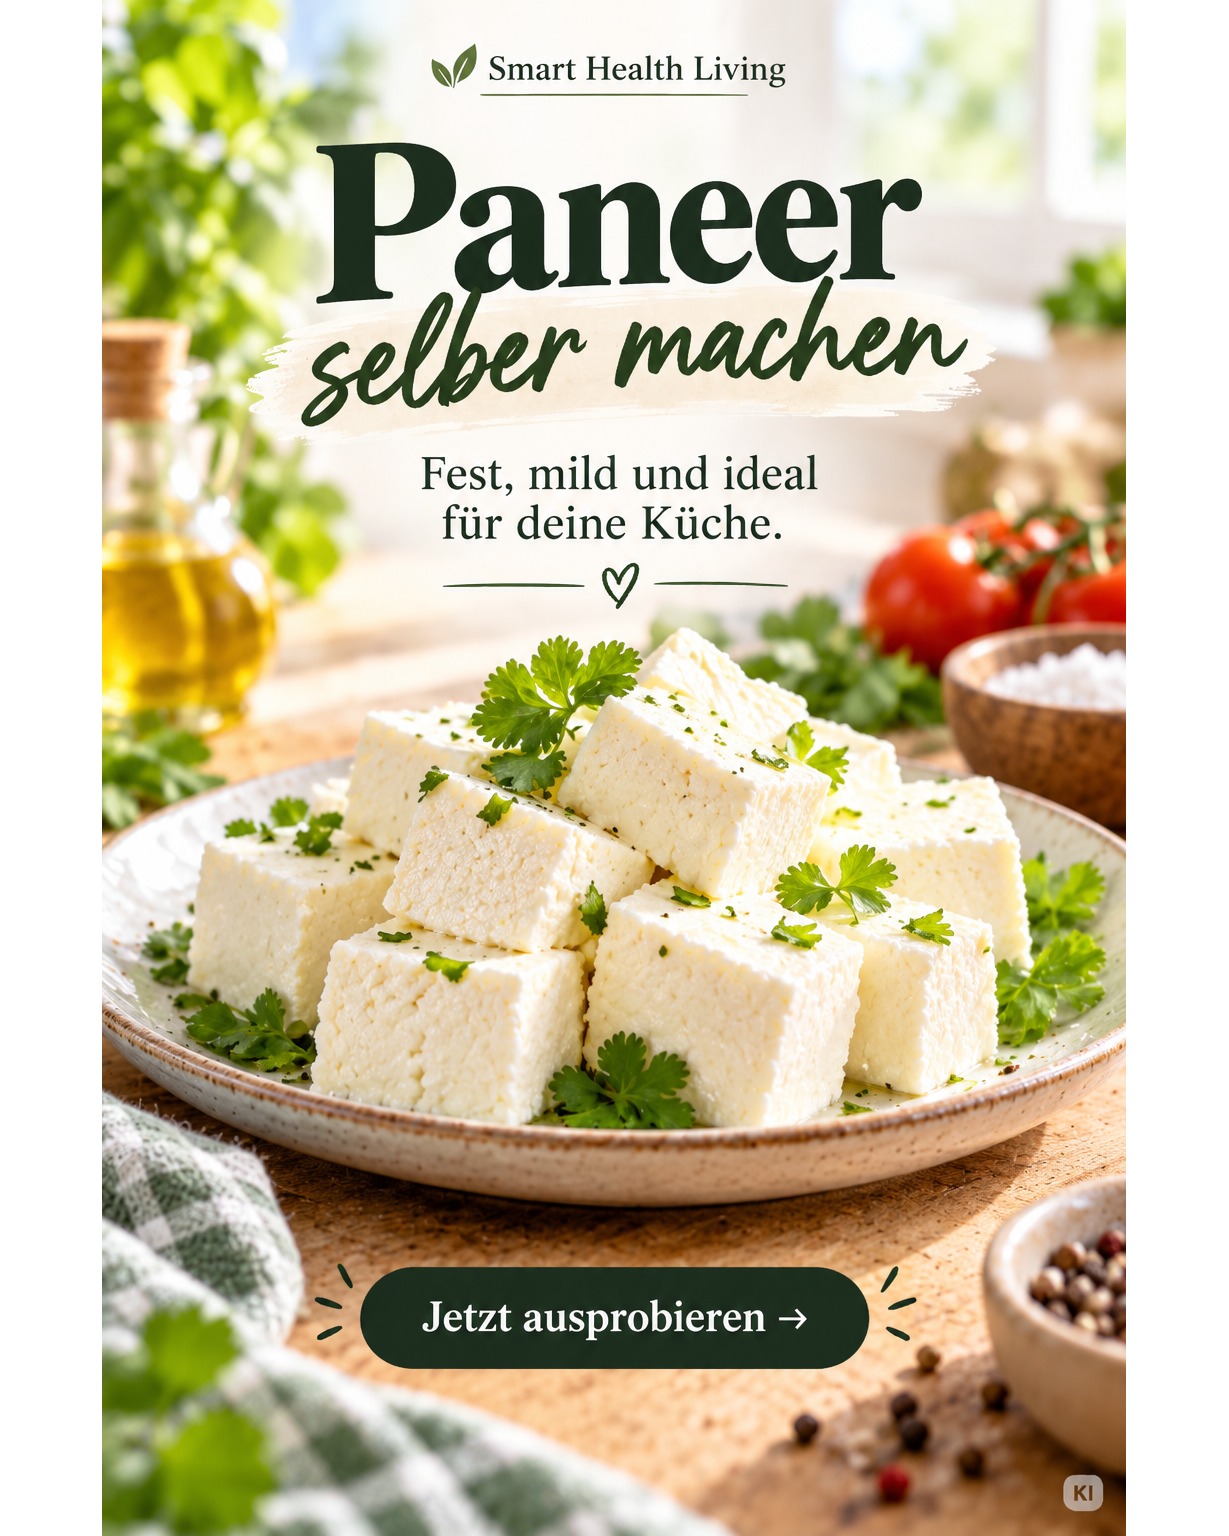 Smart Health Living
Paneer
selber machen
Fest, mild und ideal
für deine Küche.
Jetzt ausprobieren →
KI